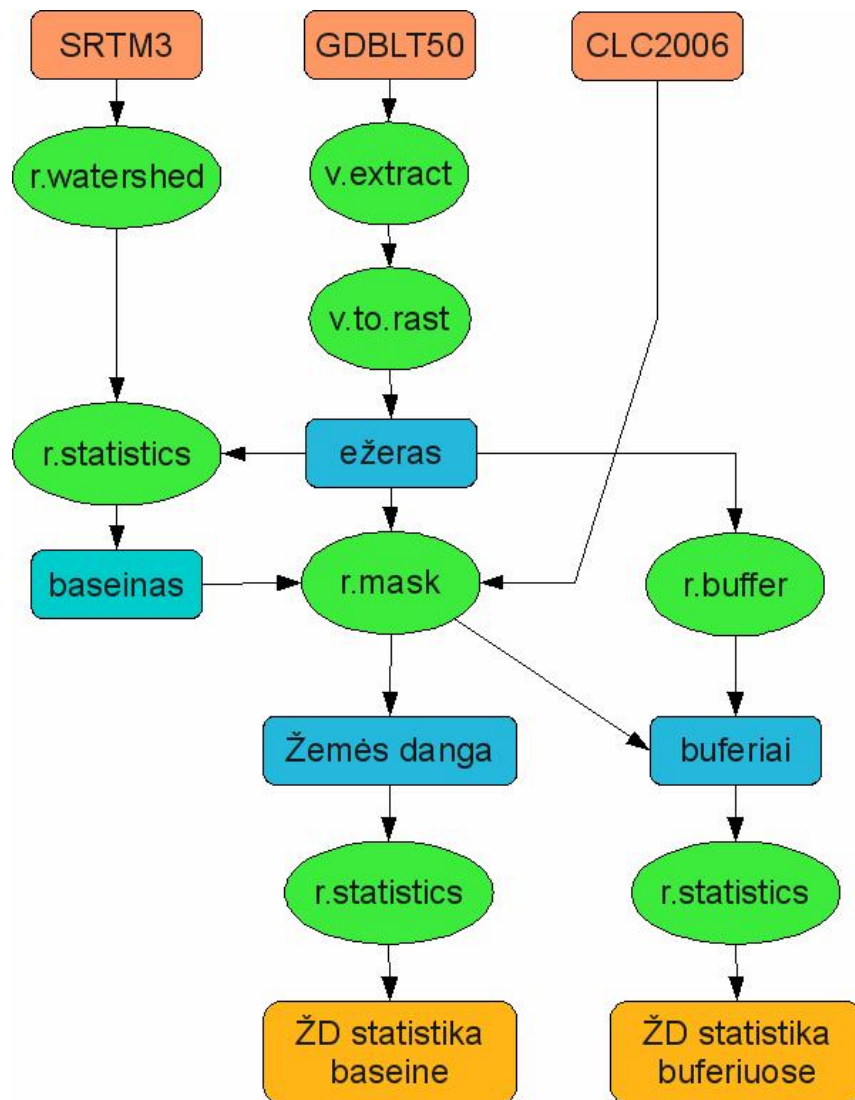 SRTM3
GDBLT50
CLC2006
r.watershed
v.extract
v.to.rast
r.statistics
ežeras
baseinas
r.mask
r.buffer
Žemės danga
buferiai
r.statistics
r.statistics
ŽD statistika
baseine
ŽD statistika
buferiuose